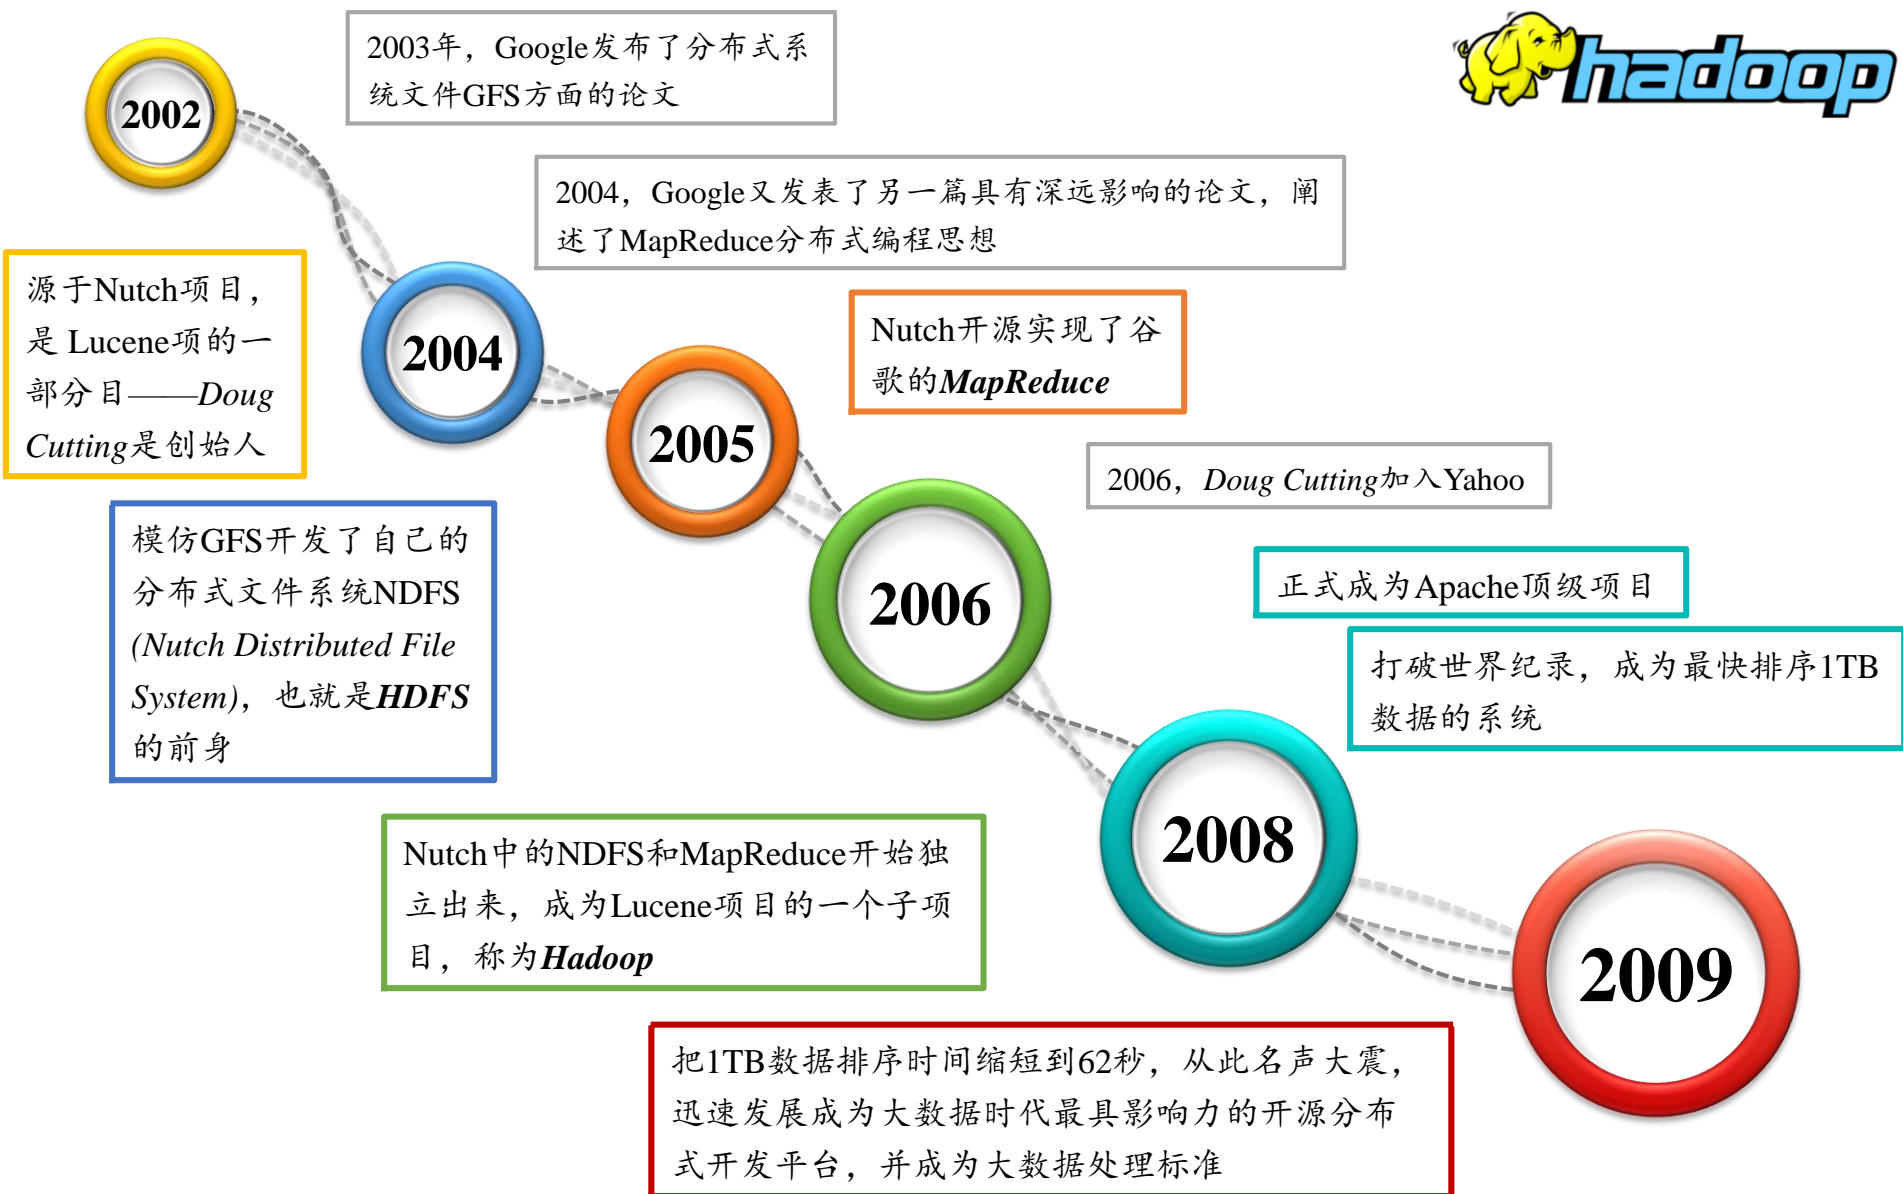 hadoop
2002
2003年，Google发布了分布式系
统文件GFS方面的论文
2004，Google又发表了另一篇具有深远影响的论文，阐
述了MapReduce分布式编程思想
源于Nutch项目，
是 Lucene项的一
部分目——Doug
Cutting是创始人
2004
Nutch开源实现了谷
歌的MapReduce
2005
2006，Doug Cutting加入Yahoo
模仿GFS开发了自己的
分布式文件系统NDFS
(Nutch Distributed File
System)，也就是HDFS
的前身
2006
正式成为Apache顶级项目
打破世界纪录，成为最快排序1TB
数据的系统
2008
Nutch中的NDFS和MapReduce开始独
立出来，成为Lucene项目的一个子项
目，称为Hadoop
2009
把1TB数据排序时间缩短到62秒，从此名声大震，
迅速发展成为大数据时代最具影响力的开源分布
式开发平台，并成为大数据处理标准